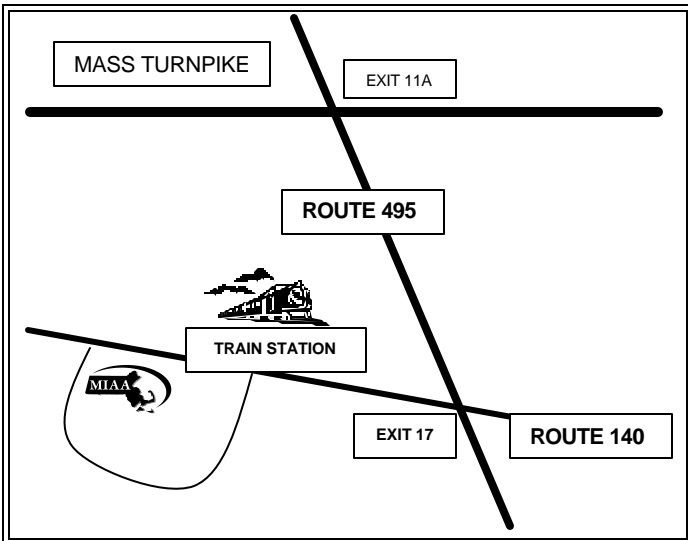 MASS TURNPIKE
EXIT 11A
ROUTE 495
TRAIN STATION
MIAA
EXIT 17
ROUTE 140